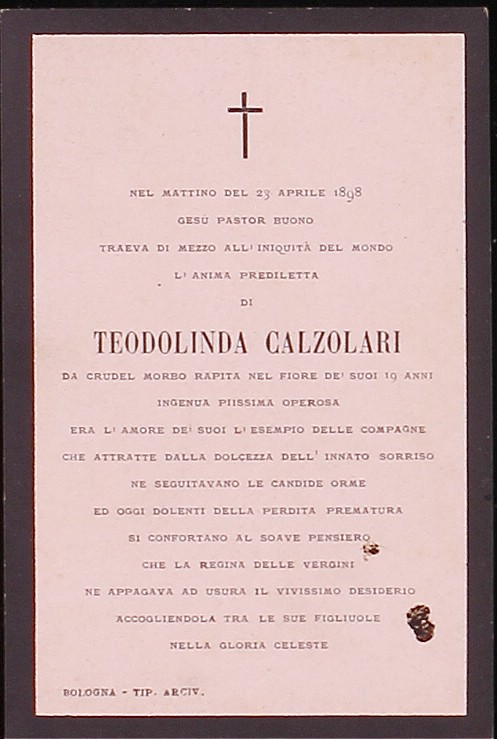 NEL MATTINO DEL 23 APRILE 1898
GESÙ PASTOR BUONO
TRAEVA DI MEZZO ALL' INIQUITÀ DEL MONDO
L' ANIMA PREDILETTA
DI
TEODOLINDA CALZOLARI
DA CRUDEL MORBO RAPITA NEL FIORE DE' SUOI 19 ANNI
INGENUA PIISSIMA OPEROSA
ERA L' AMORE DE' SUOI L' ESEMPIO DELLE COMPAGNE
CHE ATTRATTE DALLA DOLCEZZA DELL' INNATO SORRISO
NE SEGUITAVANO LE CANDIDE ORME
ED OGGI DOLENTI DELLA PERDITA PREMATURA
SI CONFORTANO AL SOAVE PENSIERO
CHE LA REGINA DELLE VERGINI
NE APPAGAVA AD USURA IL VIVISSIMO DESIDERIO
ACCOGLIENDOLA TRA LE SUE FIGLIUOLE
NELLA GLORIA CELESTE
BOLOGNA - TIP. ARCIV.